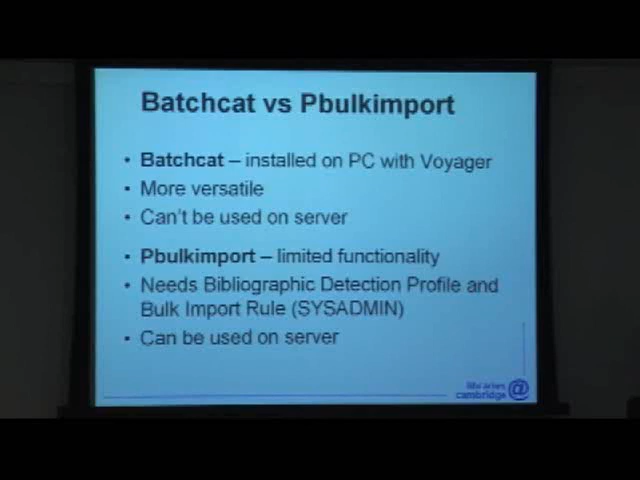 Batchcat vs Pbulkimport
• Batchcat – installed on PC with Voyager
• More versatile
• Can't be used on server
• Pbulkimport – limited functionality
• Needs Bibliographic Detection Profile and
Bulk Import Rule (SYSADMIN)
• Can be used on server
libraries
cambridge @